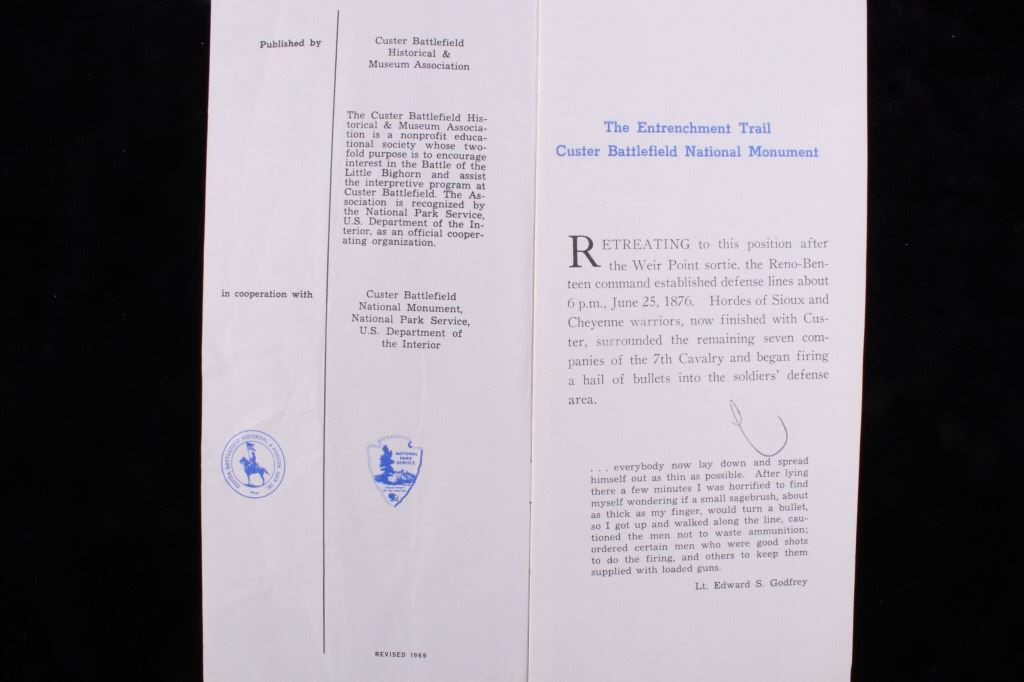 Published by
Custer Battlefield
Historical &
Museum Association
The Custer Battlefield His-
torical & Museum Associa-
tion is a nonprofit educa-
tional society whose two-
fold purpose is to encourage
interest in the Battle of the
Little Bighorn and assist
the interpretive program at
Custer Battlefield. The As-
sociation is recognized by
the National Park Service,
U.S. Department of the In-
terior, as an official cooper-
ating organization.
in cooperation with
Custer Battlefield
National Monument,
National Park Service,
U.S. Department of
the Interior
CUSTER BATTLEFIELD HISTORICAL & MUSEUM
NATIONAL
PARK
SERVICE
REVISED 1969
The Entrenchment Trail
Custer Battlefield National Monument
RETREATING to this position after
the Weir Point sortie, the Reno-Ben-
teen command established defense lines about
6 p.m., June 25, 1876. Hordes of Sioux and
Cheyenne warriors, now finished with Cus-
ter, surrounded the remaining seven com-
panies of the 7th Cavalry and began firing
a hail of bullets into the soldiers' defense
area.
. . . everybody now lay down and spread
himself out as thin as possible. After lying
there a few minutes I was horrified to find
myself wondering if a small sagebrush, about
as thick as my finger, would turn a bullet,
so I got up and walked along the line, cau-
tioned the men not to waste ammunition;
ordered certain men who were good shots
to do the firing, and others to keep them
supplied with loaded guns.
Lt. Edward S. Godfrey